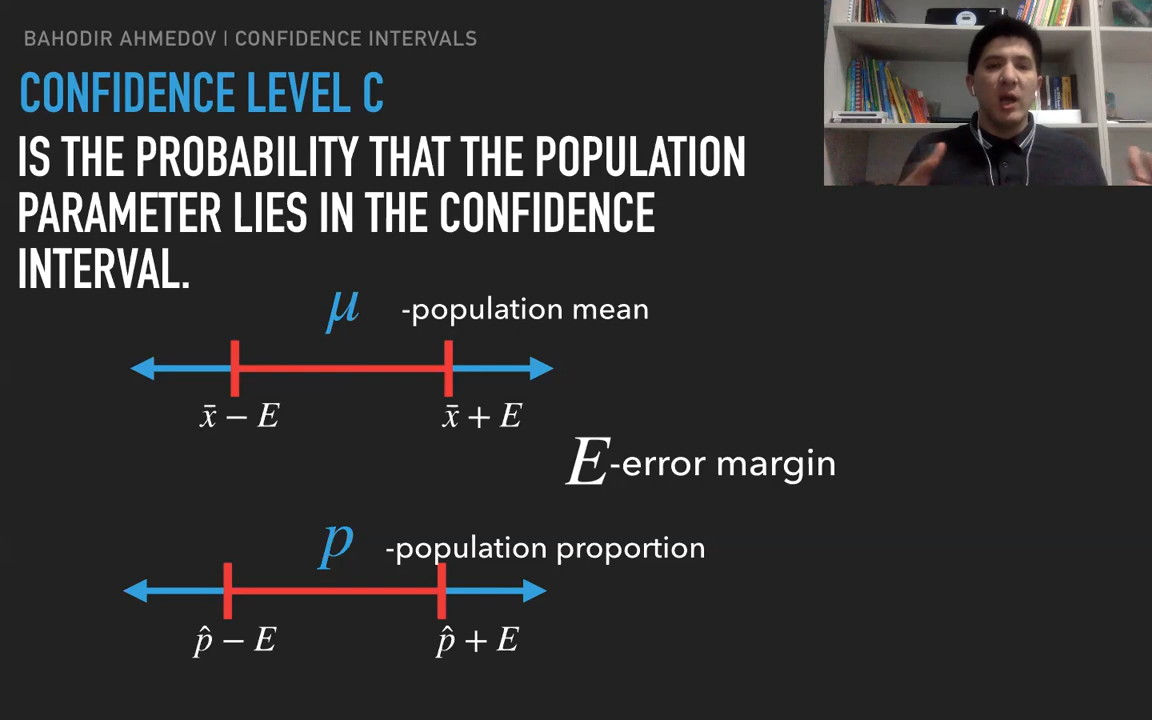 BAHODIR AHMEDOV | CONFIDENCE INTERVALS
CONFIDENCE LEVEL C
IS THE PROBABILITY THAT THE POPULATION
PARAMETER LIES IN THE CONFIDENCE
INTERVAL.
μ -population mean
x̄ − E x̄ + E
E-error margin
p -population proportion
p̂ − E p̂ + E